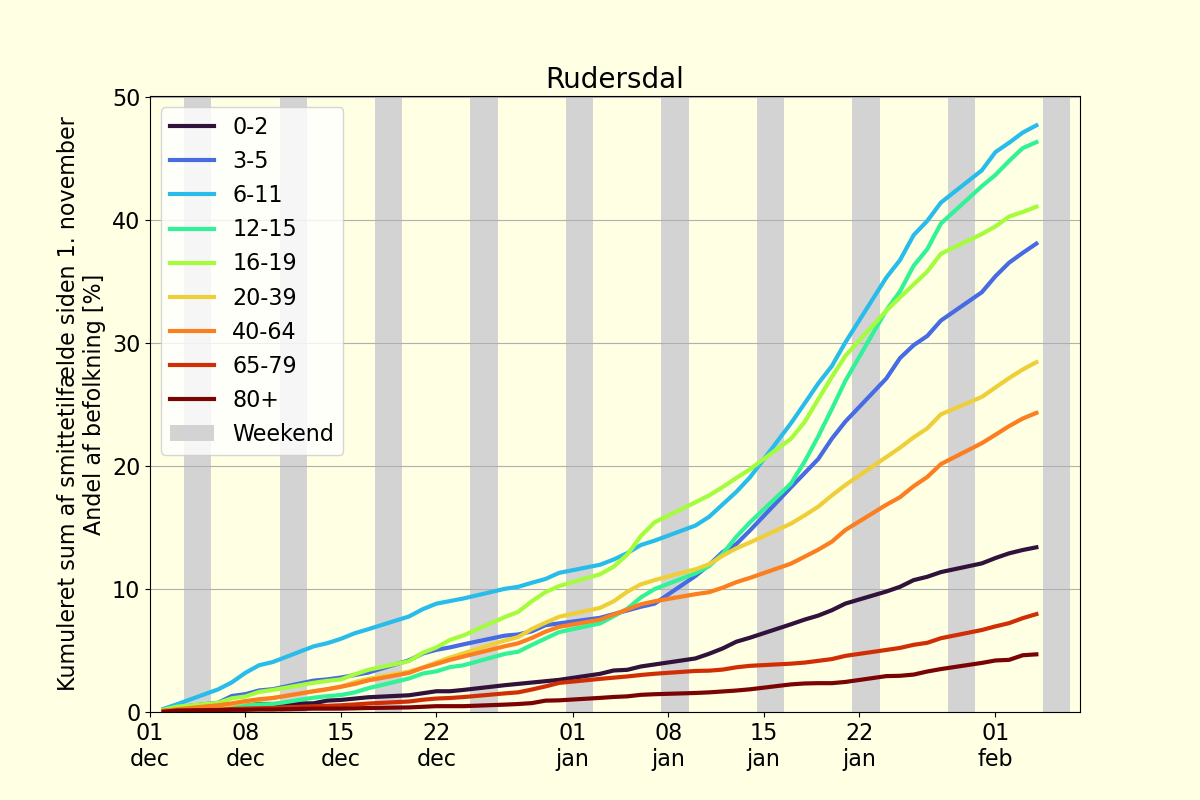 Rudersdal
Kumuleret sum af smittetilfælde siden 1. november
Andel af befolkning [%]
50
40
30
20
10
0
0-2
3-5
6-11
12-15
16-19
20-39
40-64
65-79
80+
Weekend
01 08 15 22 01 08 15 22 01
dec dec dec dec jan jan jan jan feb